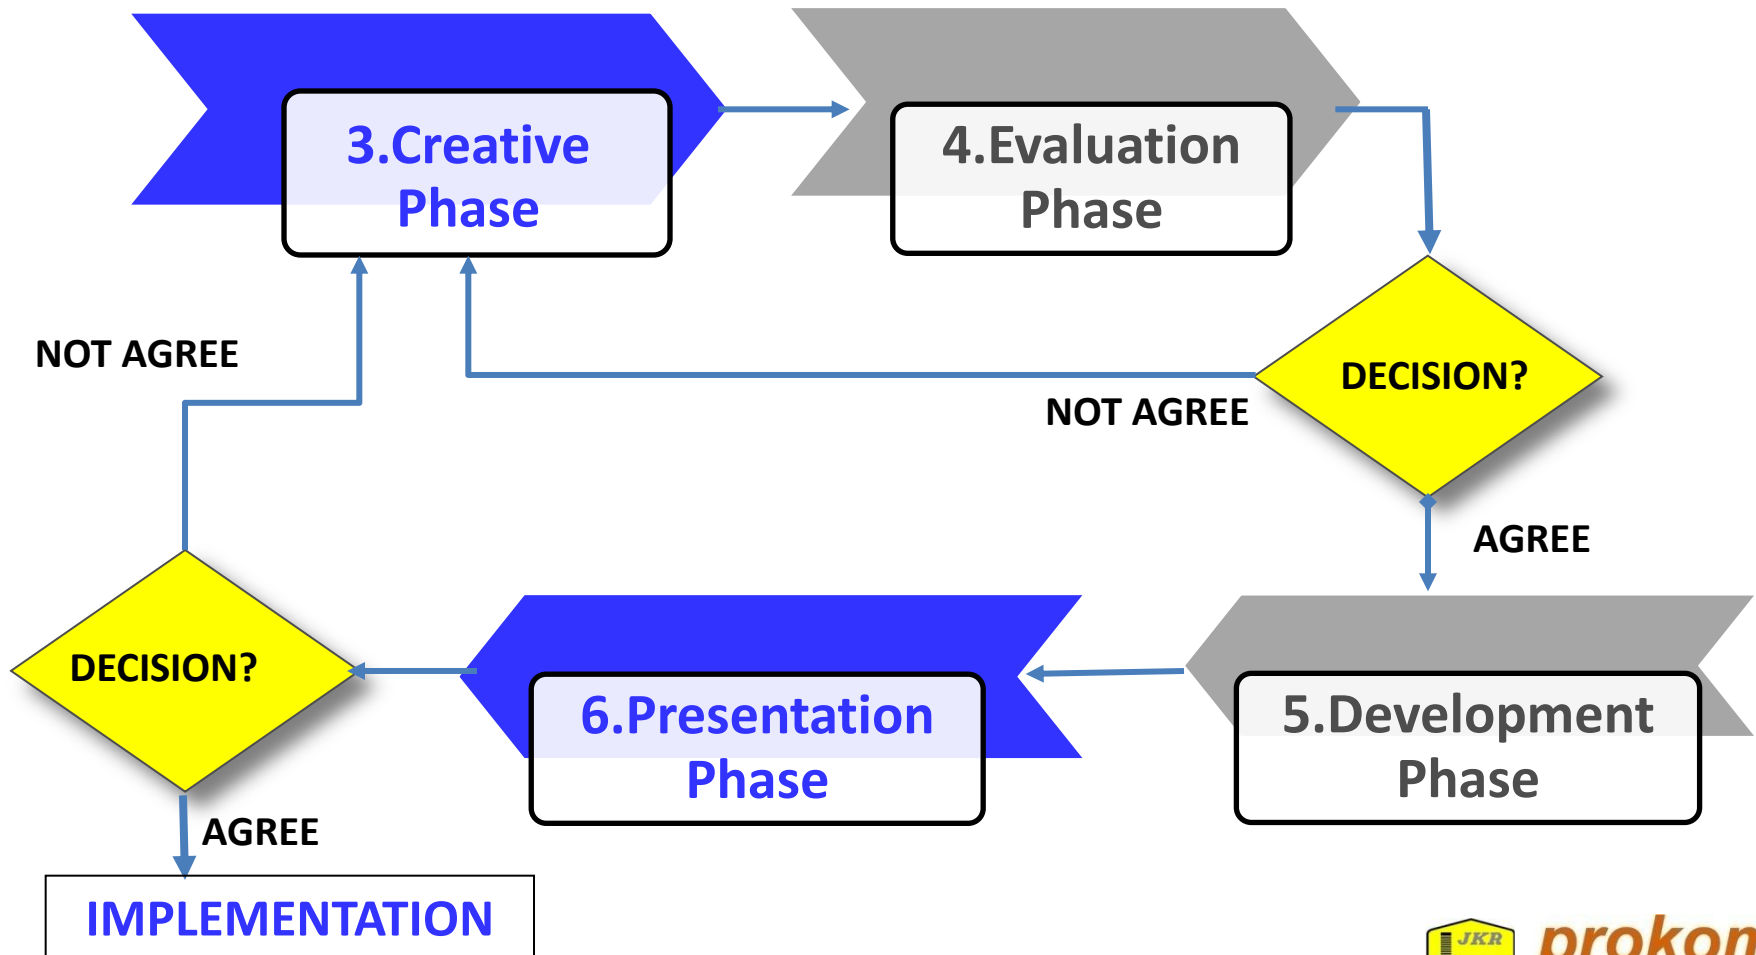 3.Creative
Phase
4.Evaluation
Phase
NOT AGREE
DECISION?
NOT AGREE
AGREE
DECISION?
6.Presentation
Phase
5.Development
Phase
AGREE
IMPLEMENTATION
JKR
prokom